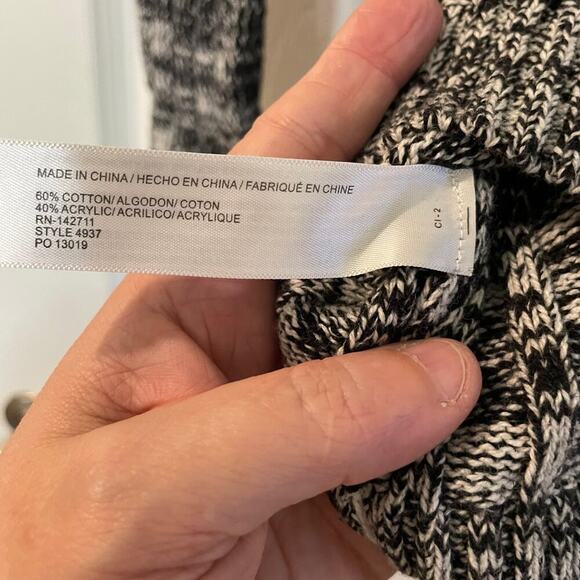 MADE IN CHINA / HECHO EN CHINA / FABRIQUÉ EN CHINE
60% COTTON/ ALGODON/ COTON
40% ACRYLIC/ ACRILICO/ ACRYLIQUE
RN-142711
STYLE 4937
PO 13019
CI - 2